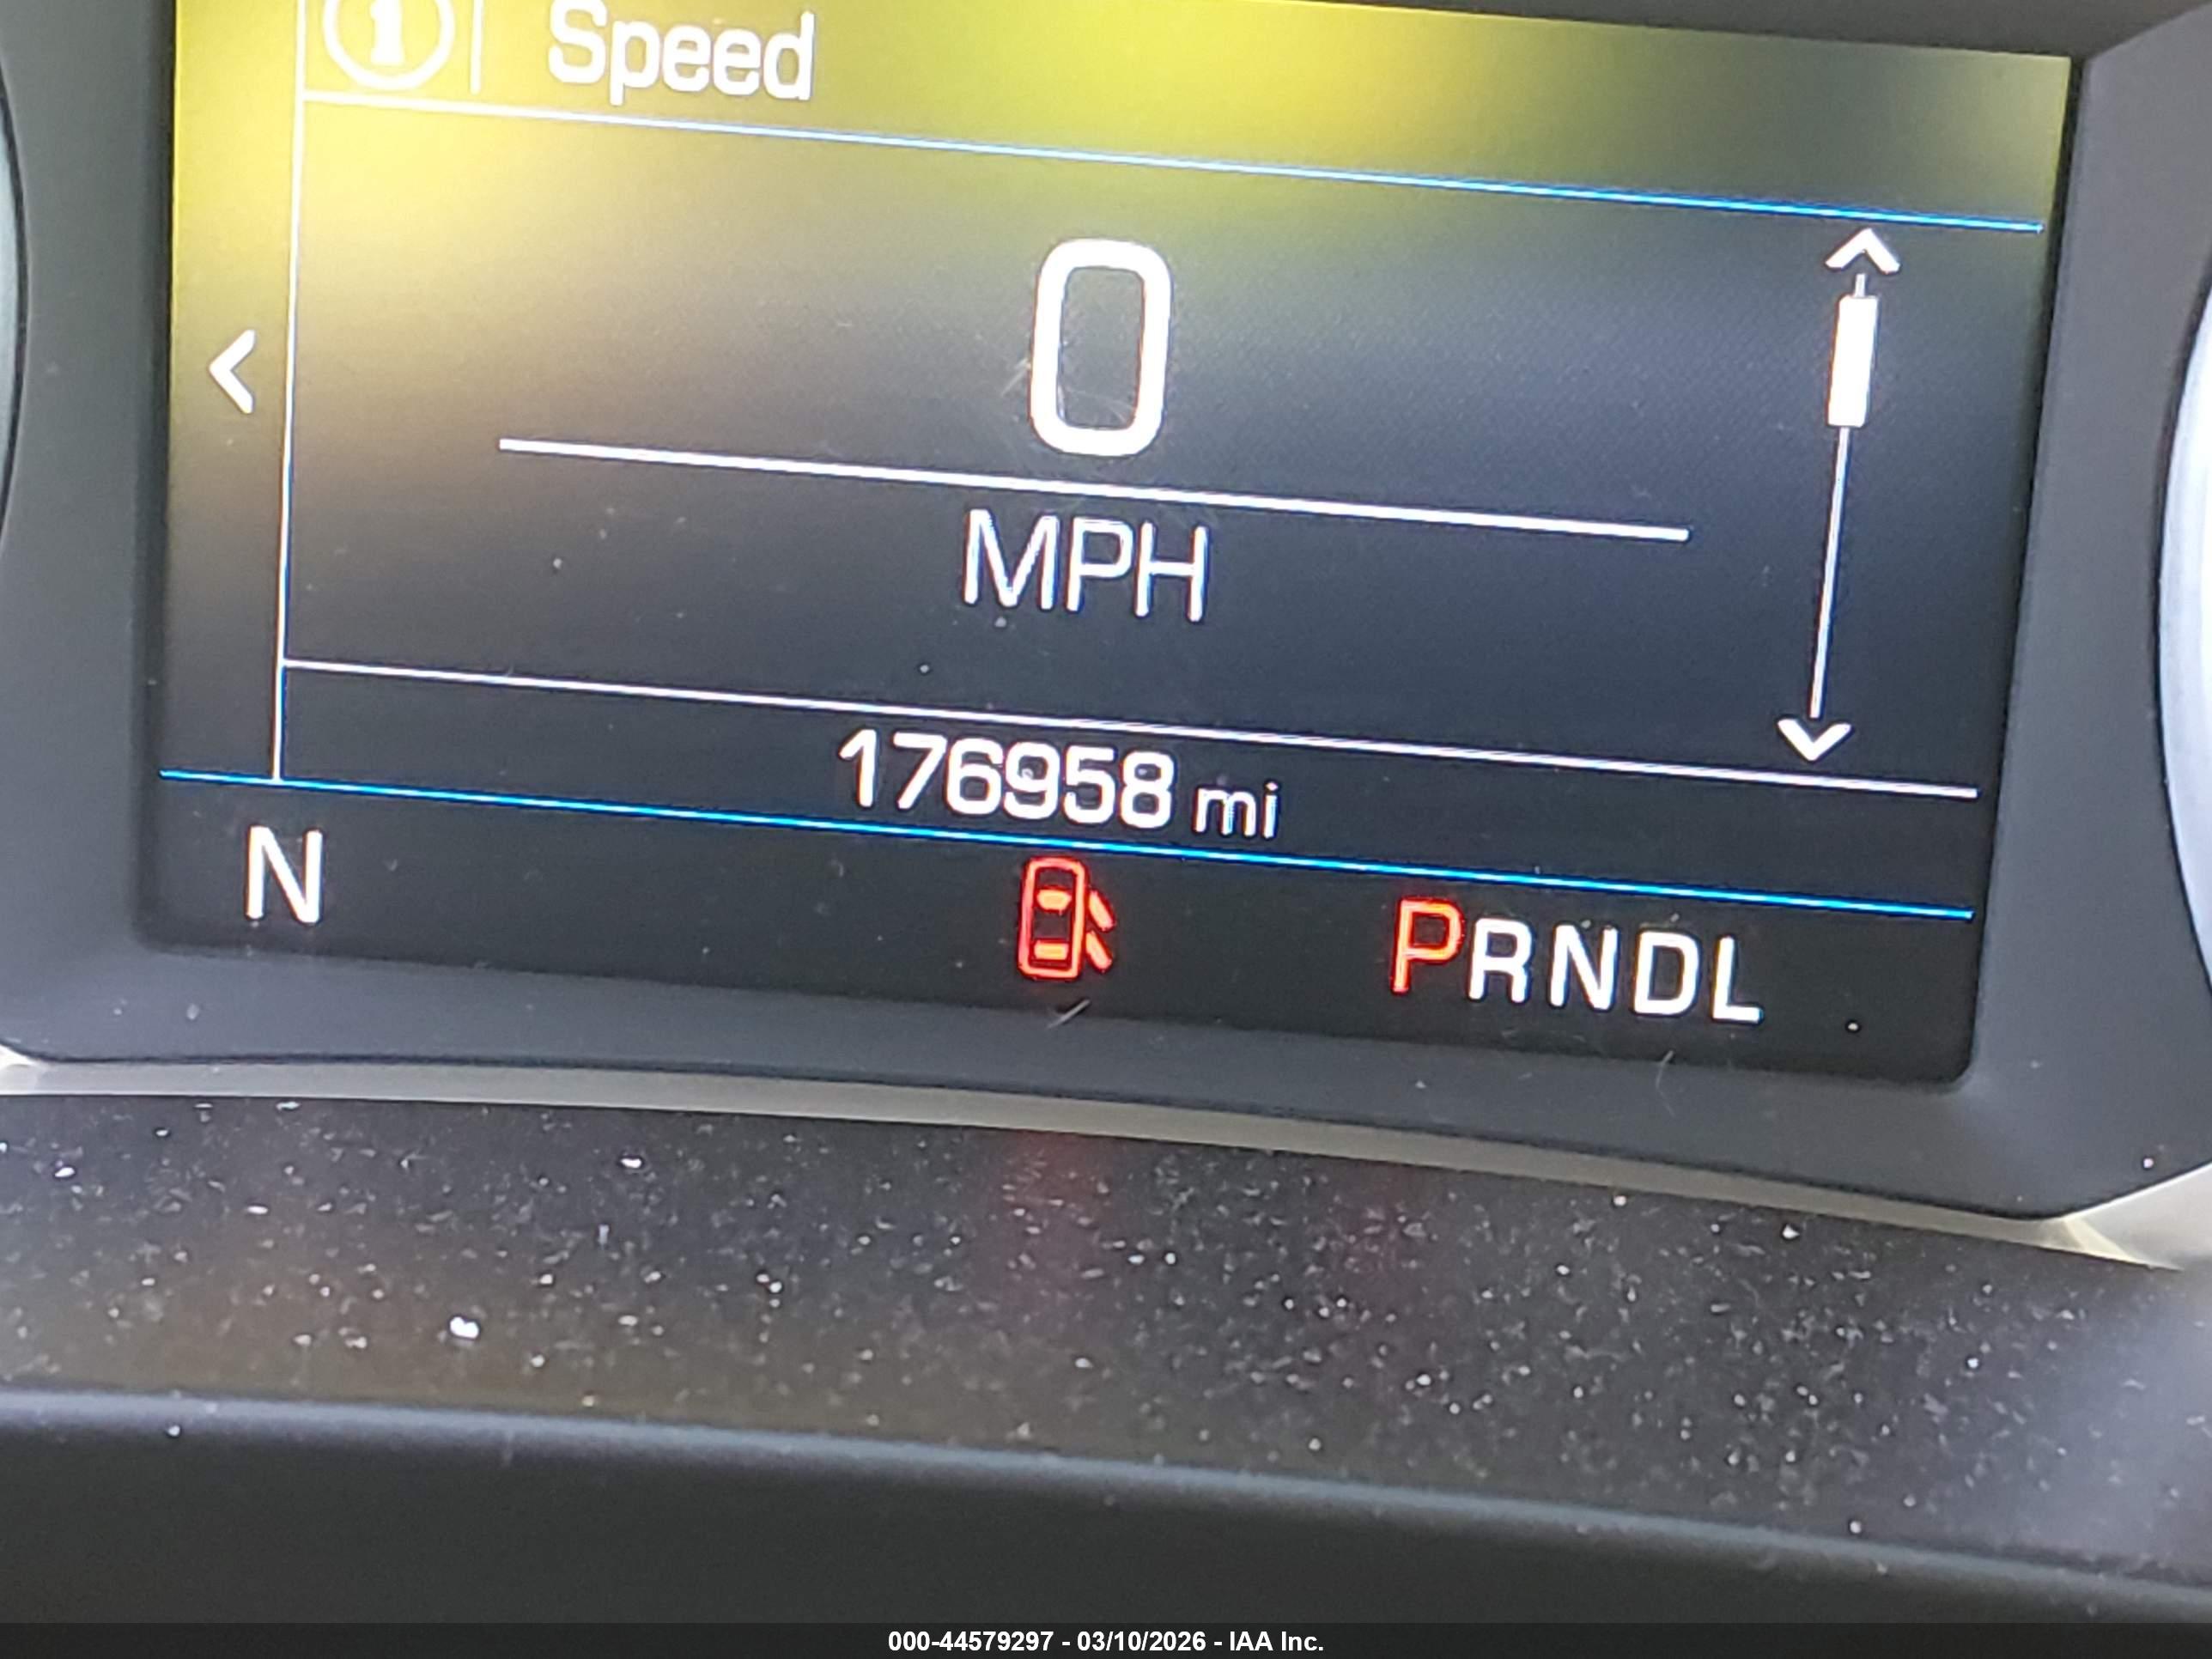 Speed
0
MPH
176958 mi
N
PRNDL
000-44579297 - 03/10/2026 - IAA Inc.